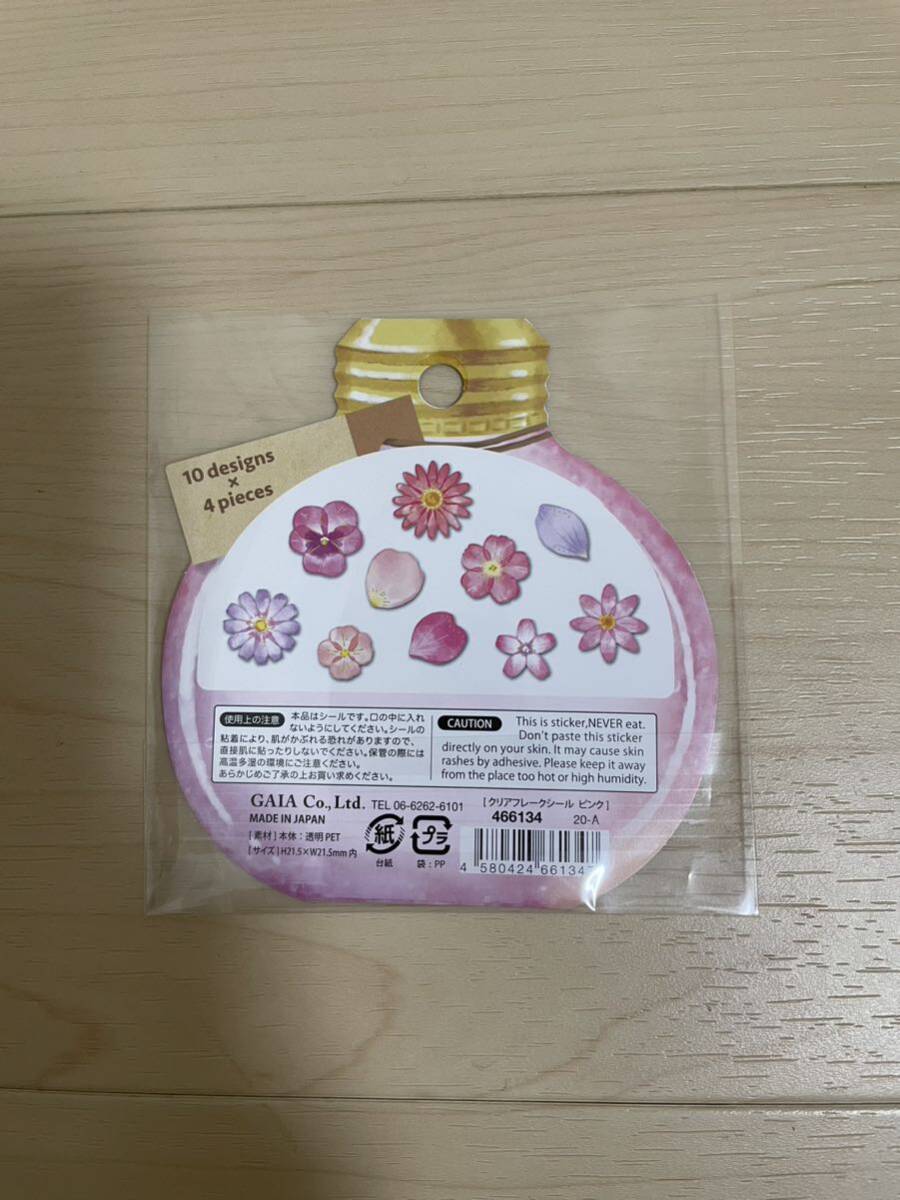 10 designs
×
4 pieces
使用上の注意 本品はシールです。口の中に入れ
ないようにしてください。シールの
粘着により、肌がかぶれる恐れがありますので、
直接肌に貼ったりしないでください。保管の際には
高温多湿の環境にご注意ください。
あらかじめご了承の上お買い求めください。
CAUTION This is sticker,NEVER eat.
Don't paste this sticker
directly on your skin. It may cause skin
rashes by adhesive. Please keep it away
from the place too hot or high humidity.
GAIA Co., Ltd. TEL 06-6262-6101
MADE IN JAPAN
[素材] 本体：透明 PET
[サイズ] H21.5×W21.5mm 内
紙
台紙
プラ
袋：PP
[クリアフレークシール ピンク]
466134 20-A
4 580424 66134